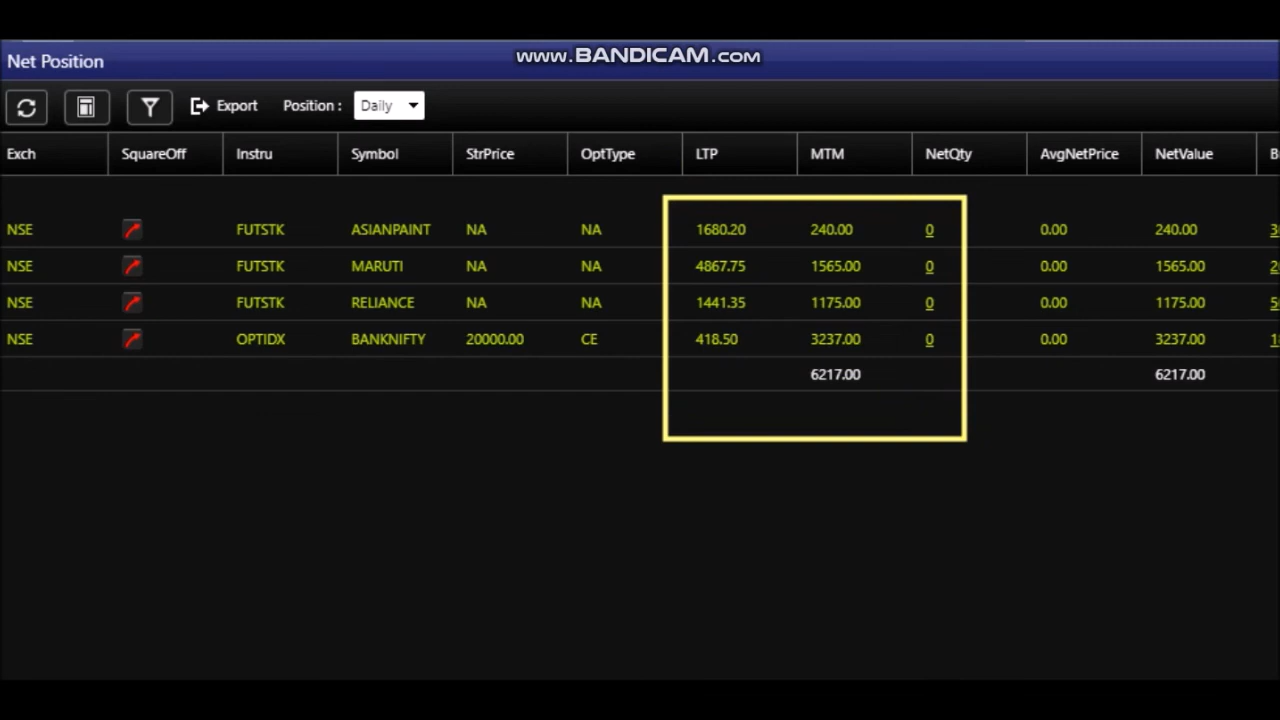 www.BANDICAM.com
Net Position
Export Position : Daily
Exch SquareOff Instru Symbol StrPrice OptType LTP MTM NetQty AvgNetPrice NetValue
NSE FUTSTK ASIANPAINT NA NA 1680.20 240.00 0 0.00 240.00
NSE FUTSTK MARUTI NA NA 4867.75 1565.00 0 0.00 1565.00
NSE FUTSTK RELIANCE NA NA 1441.35 1175.00 0 0.00 1175.00
NSE OPTIDX BANKNIFTY 20000.00 CE 418.50 3237.00 0 0.00 3237.00
6217.00 6217.00